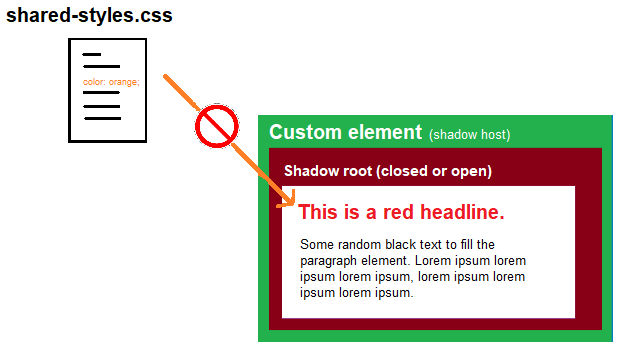 shared-styles.css
color: orange;
Custom element (shadow host)
Shadow root (closed or open)
This is a red headline.
Some random black text to fill the
paragraph element. Lorem ipsum lorem
ipsum lorem ipsum, lorem ipsum lorem
ipsum lorem ipsum.